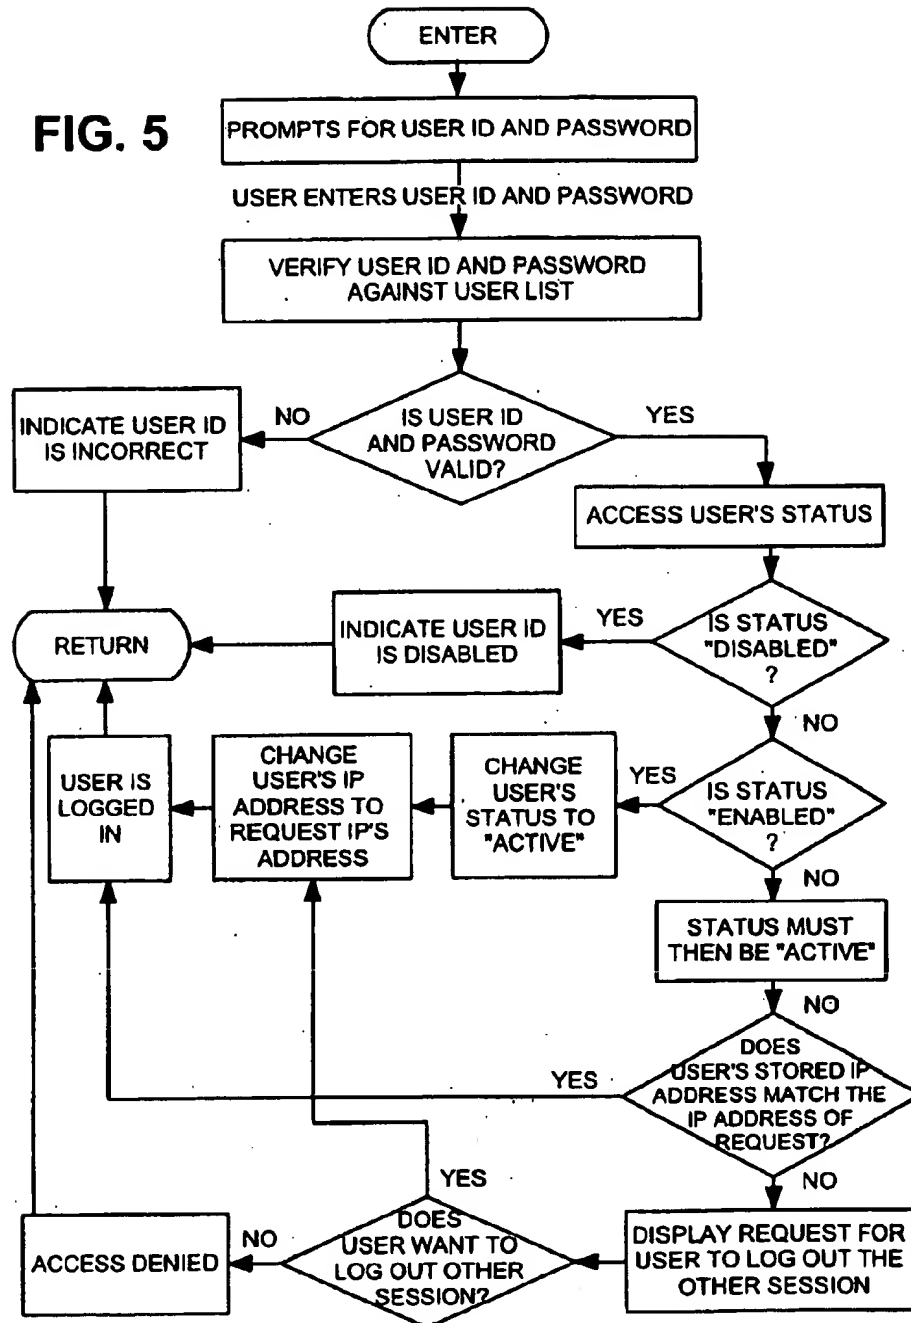 ENTER
FIG. 5
PROMPTS FOR USER ID AND PASSWORD
USER ENTERS USER ID AND PASSWORD
VERIFY USER ID AND PASSWORD
AGAINST USER LIST
IS USER ID
AND PASSWORD
VALID?
NO
YES
INDICATE USER ID
IS INCORRECT
ACCESS USER'S STATUS
IS STATUS
"DISABLED"
?
YES
INDICATE USER ID
IS DISABLED
RETURN
NO
IS STATUS
"ENABLED"
?
YES
CHANGE
USER'S
STATUS TO
"ACTIVE"
CHANGE
USER'S IP
ADDRESS TO
REQUEST IP'S
ADDRESS
USER IS
LOGGED
IN
NO
STATUS MUST
THEN BE "ACTIVE"
NO
DOES
USER'S STORED IP
ADDRESS MATCH THE
IP ADDRESS OF
REQUEST?
YES
NO
DISPLAY REQUEST FOR
USER TO LOG OUT THE
OTHER SESSION
DOES
USER WANT TO
LOG OUT OTHER
SESSION?
YES
NO
ACCESS DENIED